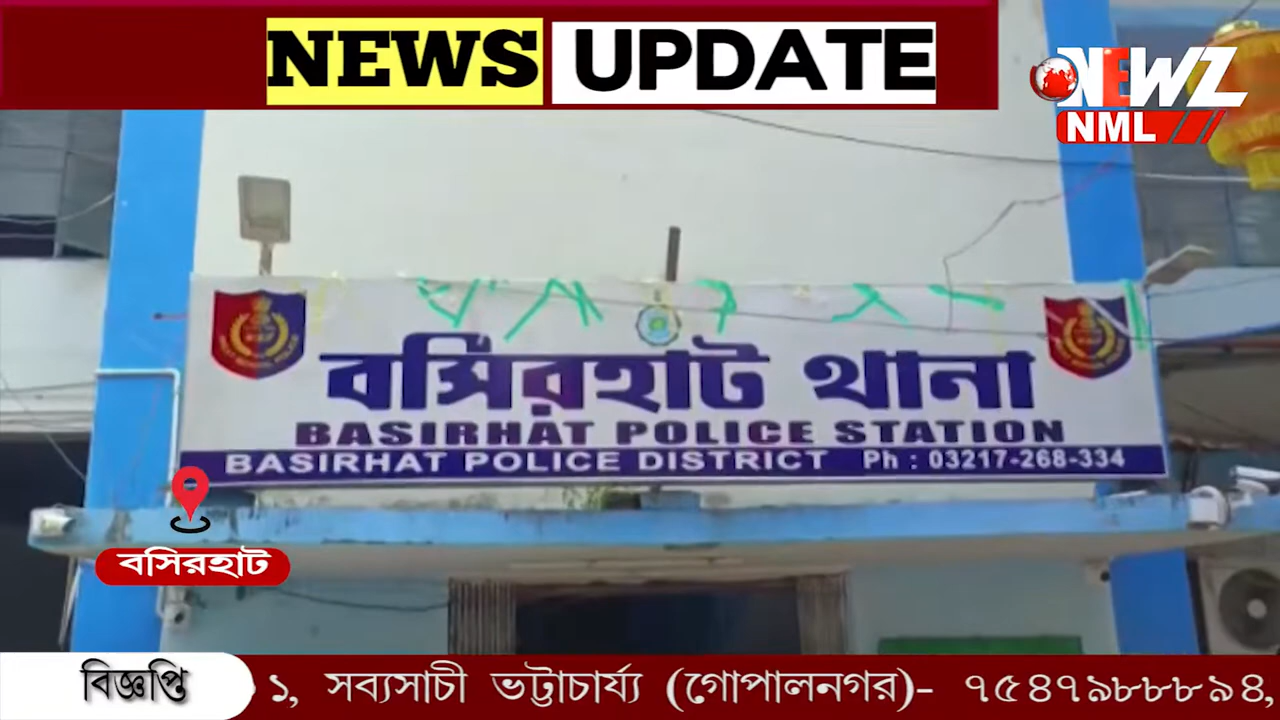 NEWS UPDATE
NEWZ
NML
বসিরহাট থানা
BASIRHAT POLICE STATION
BASIRHAT POLICE DISTRICT Ph : 03217-268-334
বসিরহাট
বিজ্ঞপ্তি
১, সব্যসাচী ভট্টাচার্য্য (গোপালনগর)- ৭৫৪৭৯৮৮৮৯৪,